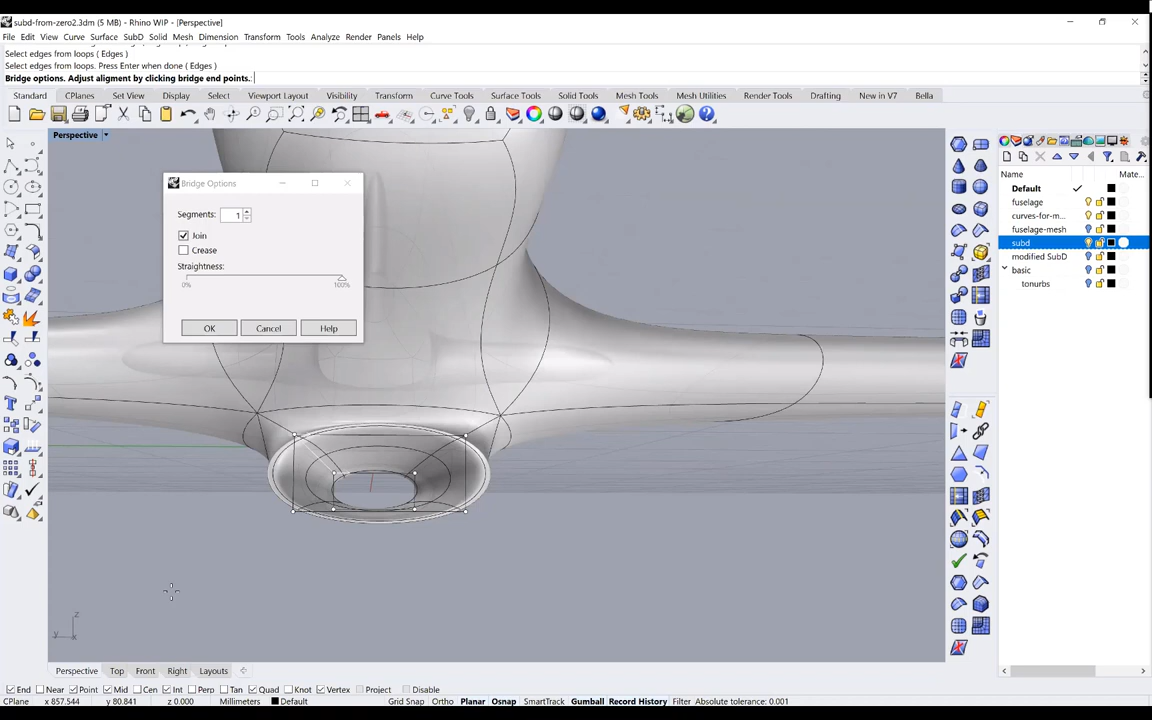 subd-from-zero2.3dm (5 MB) - Rhino WIP - [Perspective]
File Edit View Curve Surface SubD Solid Mesh Dimension Transform Tools Analyze Render Panels Help
Select edges from loops ( Edges )
Select edges from loops. Press Enter when done ( Edges )
Bridge options. Adjust aligment by clicking bridge end points.:
Standard CPlanes Set View Display Select Viewport Layout Visibility Transform Curve Tools Surface Tools Solid Tools Mesh Tools Mesh Utilities Render Tools Drafting New in V7 Bella
Perspective
Bridge Options
Segments: 1
Join
Crease
Straightness:
0% 100%
OK Cancel Help
Name Mate...
Default
fuselage
curves-for-m...
fuselage-mesh
subd
modified SubD
basic
tonurbs
z
y x
Perspective Top Front Right Layouts
End Near Point Mid Cen Int Perp Tan Quad Knot Vertex Project Disable
CPlane x 857.544 y 80.841 z 0.000 Millimeters Default Grid Snap Ortho Planar Osnap SmartTrack Gumball Record History Filter Absolute tolerance: 0.001